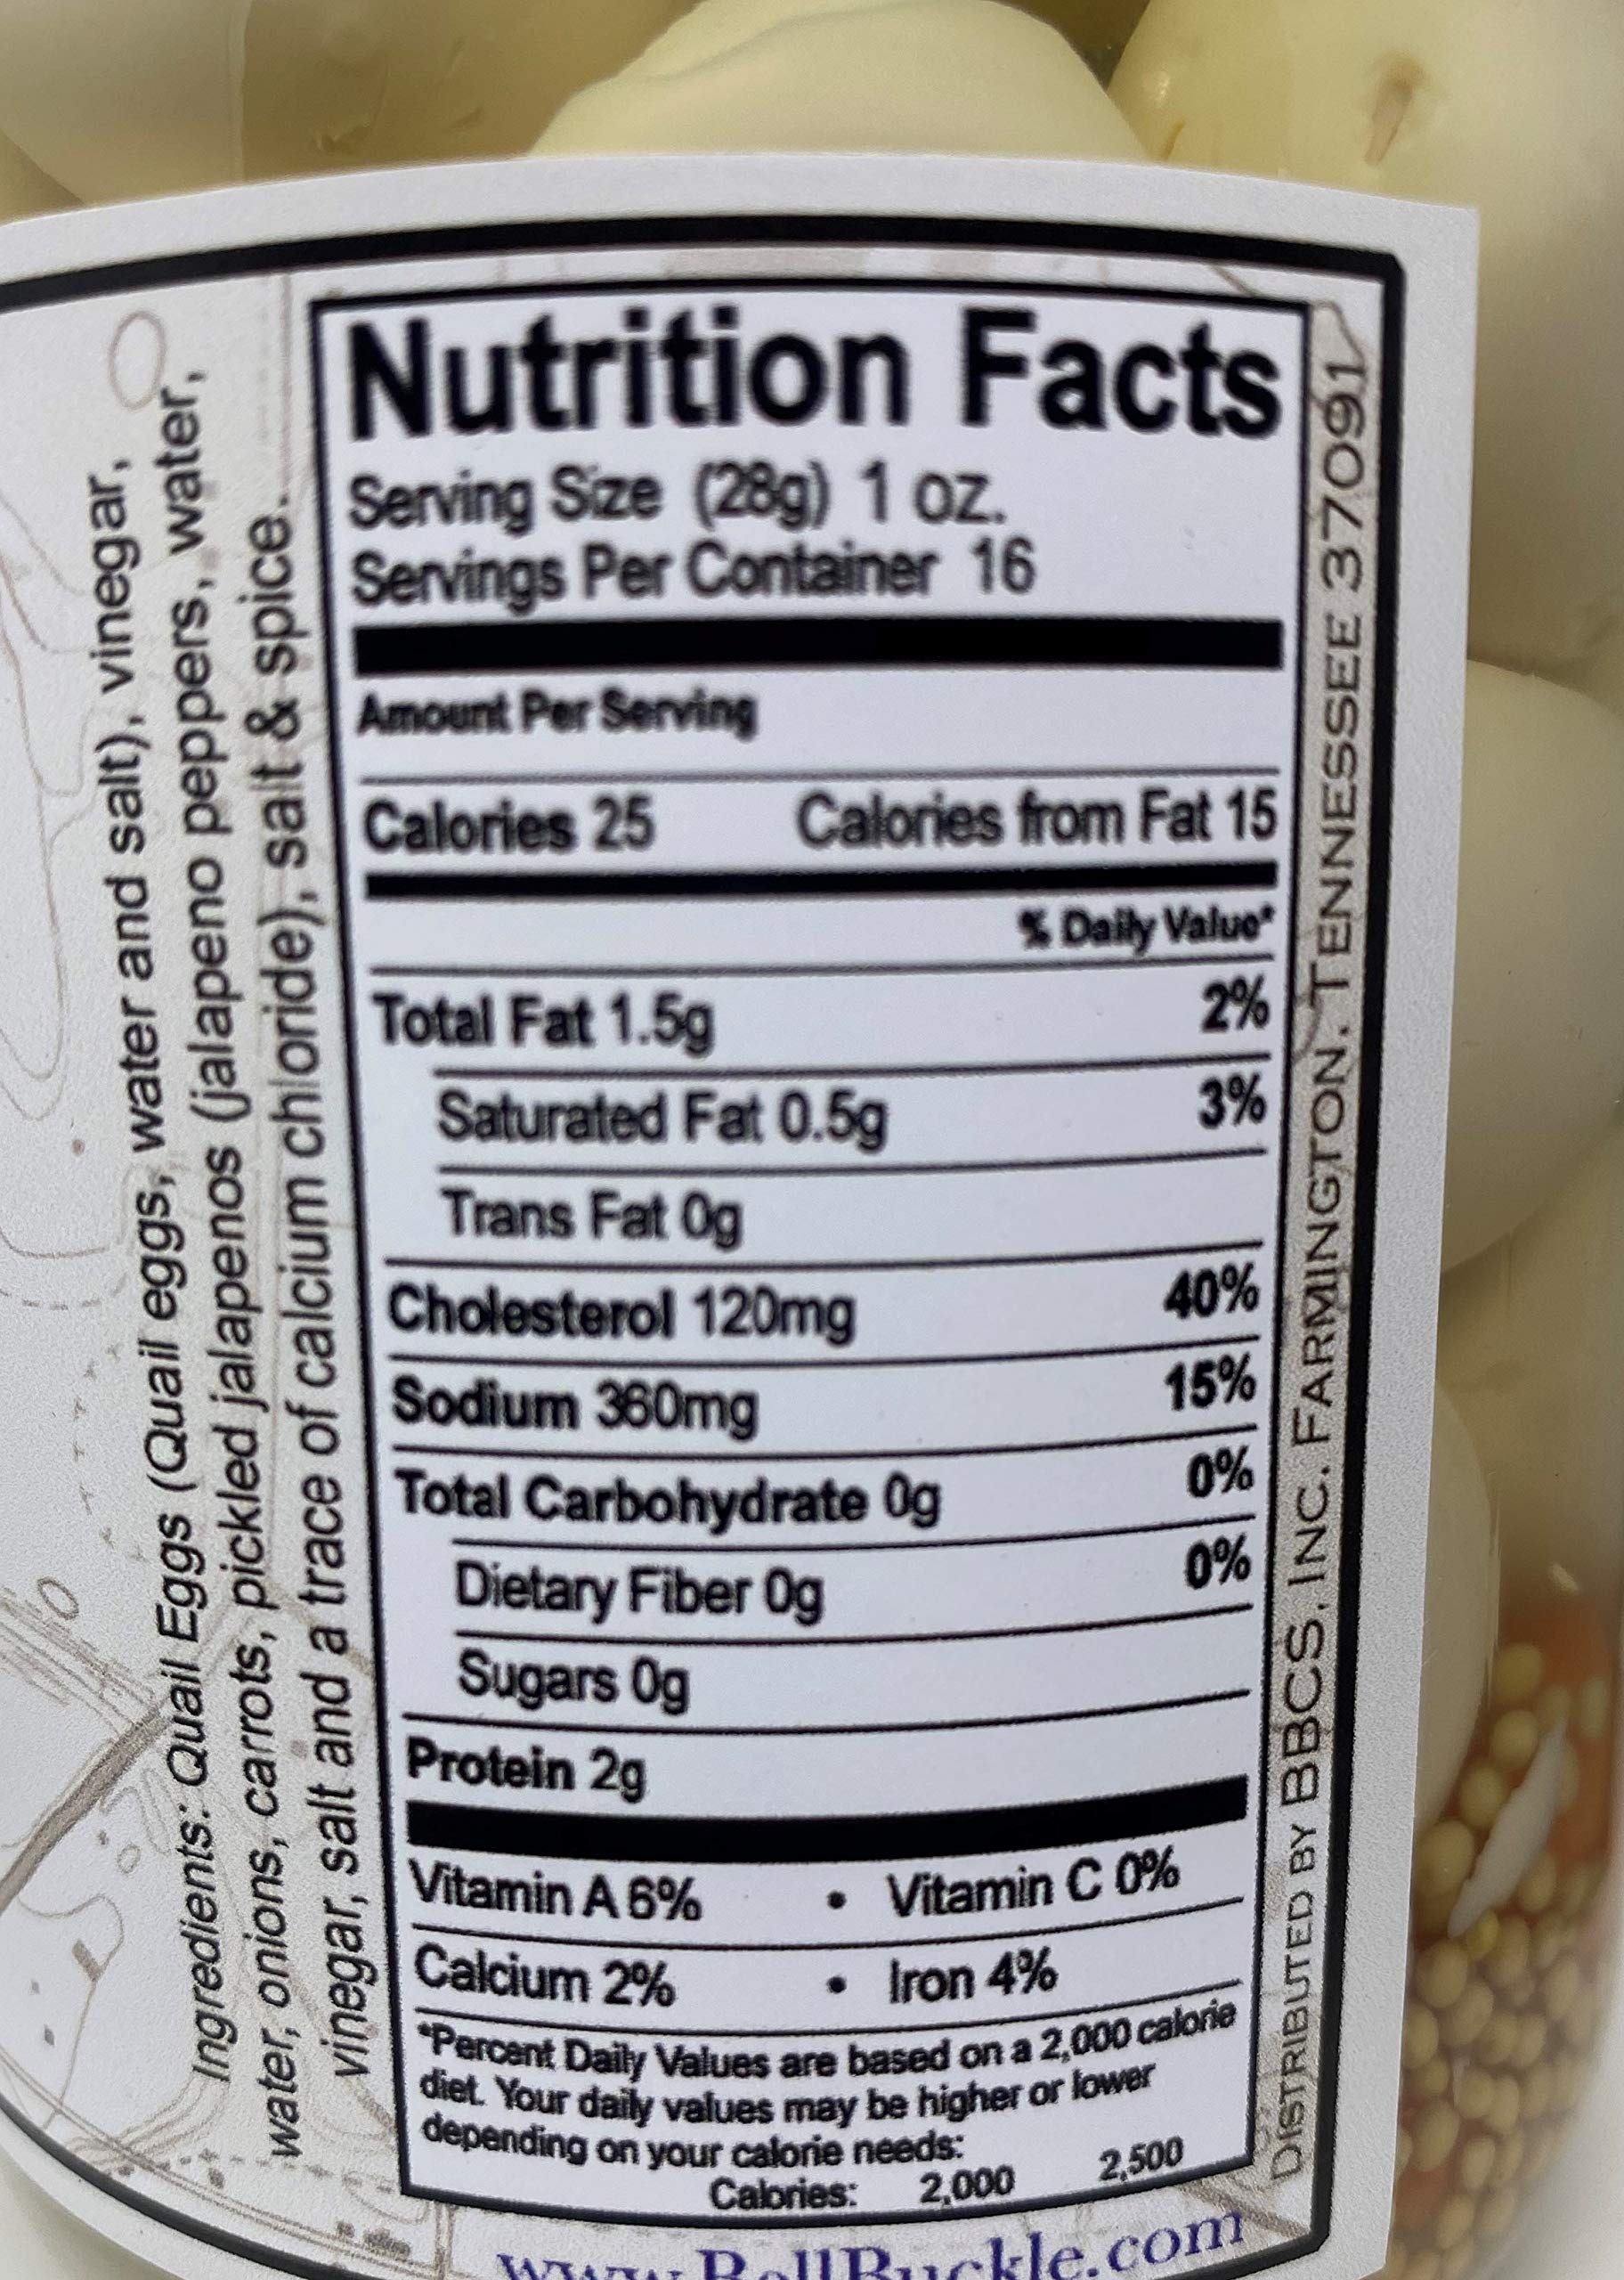 Ingredients: Quail Eggs (Quail eggs, water and salt), vinegar,
water, onions, carrots, pickled jalapenos (jalapeno peppers, water,
vinegar, salt and a trace of calcium chloride), salt & spice.
Nutrition Facts
Serving Size (28g) 1 oz.
Servings Per Container 16
Amount Per Serving
Calories 25 Calories from Fat 15
% Daily Value*
Total Fat 1.5g 2%
Saturated Fat 0.5g 3%
Trans Fat 0g
Cholesterol 120mg 40%
Sodium 360mg 15%
Total Carbohydrate 0g 0%
Dietary Fiber 0g 0%
Sugars 0g
Protein 2g
Vitamin A 6% • Vitamin C 0%
Calcium 2% • Iron 4%
*Percent Daily Values are based on a 2,000 calorie
diet. Your daily values may be higher or lower
depending on your calorie needs:
Calories: 2,000 2,500
www.BellBuckle.com
DISTRIBUTED BY BBCS, INC. FARMINGTON, TENNESSEE 37091